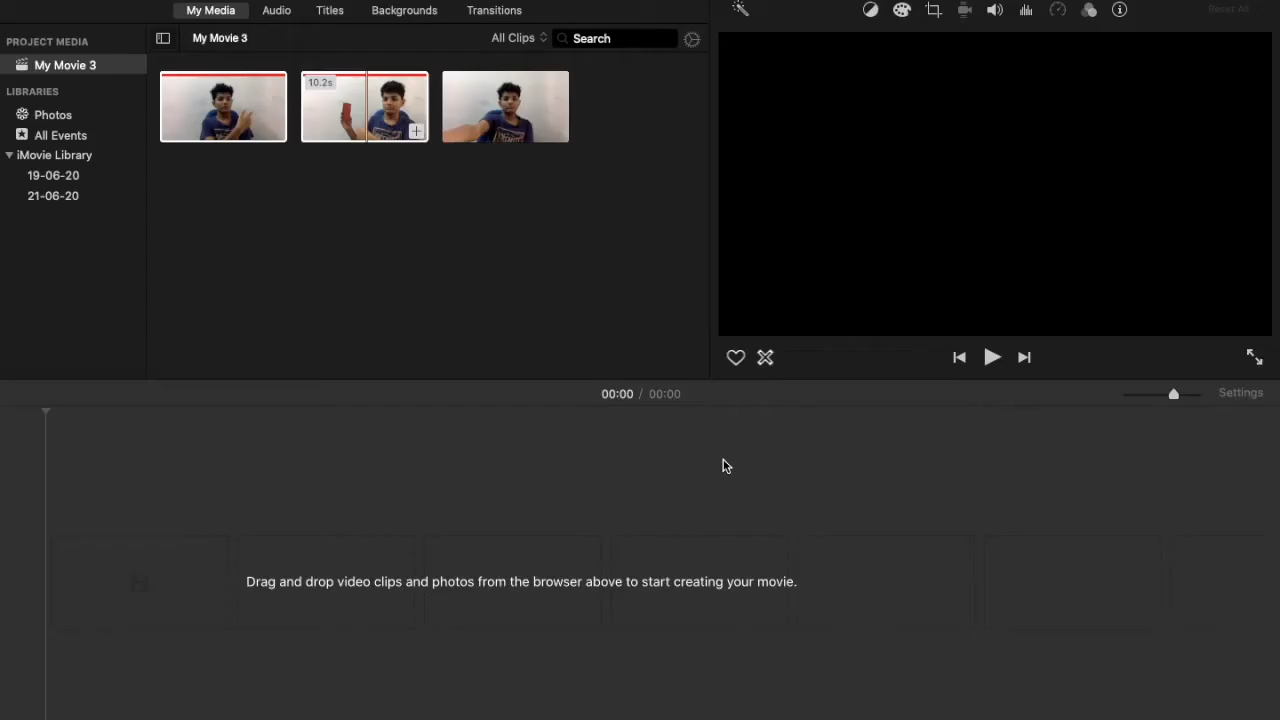 My Media Audio Titles Backgrounds Transitions
Reset All
PROJECT MEDIA
My Movie 3
All Clips
Search
My Movie 3
LIBRARIES
10.2s
Photos
All Events
iMovie Library
19-06-20
21-06-20
00:00 / 00:00
Settings
Drag and drop video clips and photos from the browser above to start creating your movie.